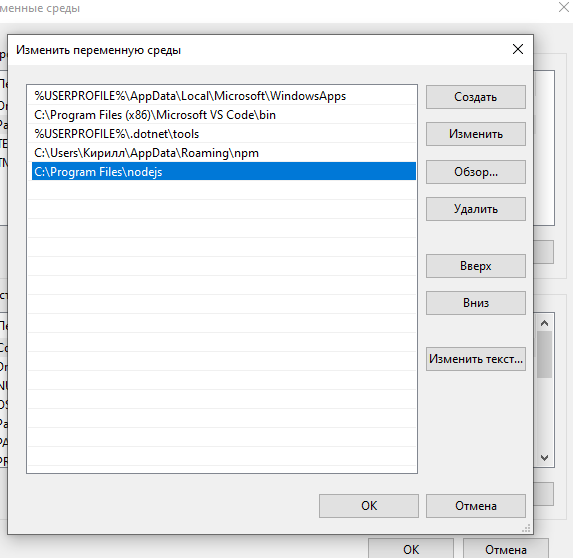 менные среды
Изменить переменную среды
%USERPROFILE%\AppData\Local\Microsoft\WindowsApps
C:\Program Files (x86)\Microsoft VS Code\bin
%USERPROFILE%\.dotnet\tools
C:\Users\Кирилл\AppData\Roaming\npm
C:\Program Files\nodejs
Создать
Изменить
Обзор...
Удалить
Вверх
Вниз
Изменить текст...
ОК
Отмена
ОК
Отмена